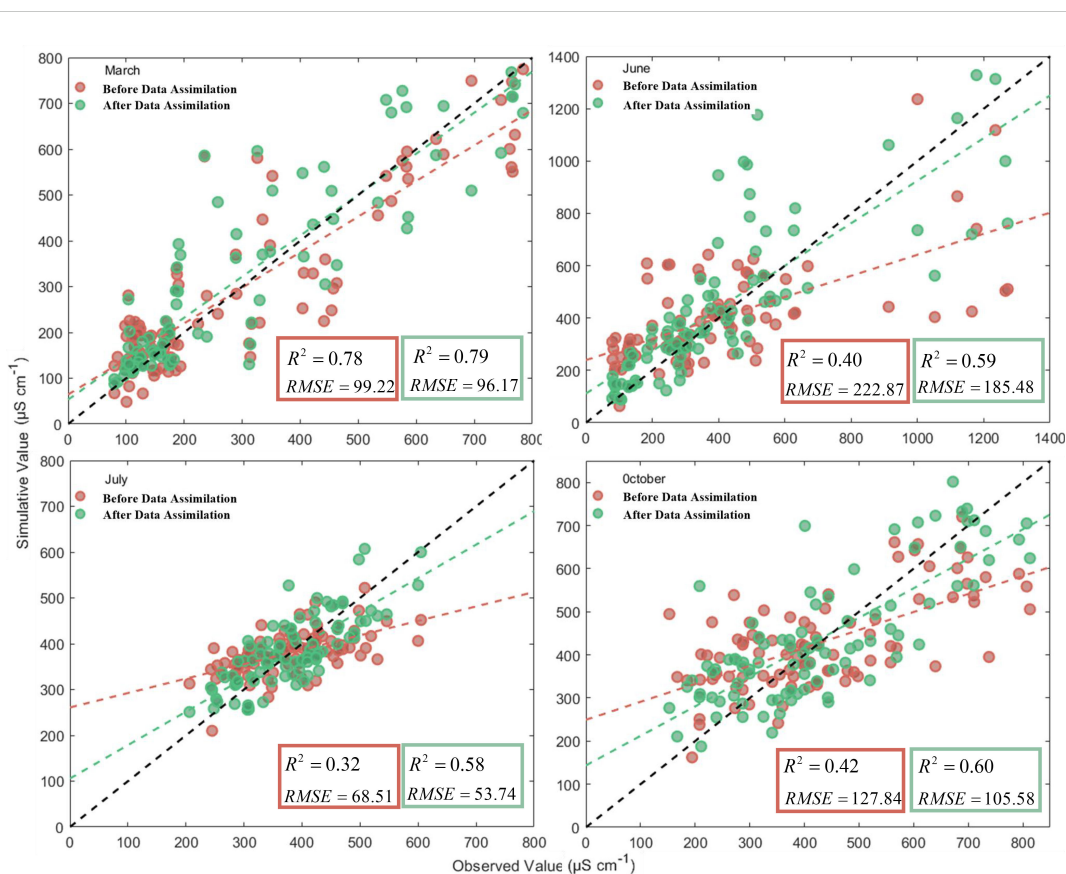 Simulative Value (μS cm⁻¹)
800
700
600
500
400
300
200
100
0
March
Before Data Assimilation
After Data Assimilation
R² = 0.78
RMSE = 99.22
R² = 0.79
RMSE = 96.17
0 100 200 300 400 500 600 700
1400
1200
1000
800
600
400
200
0
June
Before Data Assimilation
After Data Assimilation
R² = 0.40
RMSE = 222.87
R² = 0.59
RMSE = 185.48
0 200 400 600 800 1000 1200 1400
800
700
600
500
400
300
200
100
0
July
Before Data Assimilation
After Data Assimilation
R² = 0.32
RMSE = 68.51
R² = 0.58
RMSE = 53.74
0 100 200 300 400 500 600 700 800
800
700
600
500
400
300
200
100
0
0ctober
Before Data Assimilation
After Data Assimilation
R² = 0.42
RMSE = 127.84
R² = 0.60
RMSE = 105.58
0 100 200 300 400 500 600 700 800
Observed Value (μS cm⁻¹)